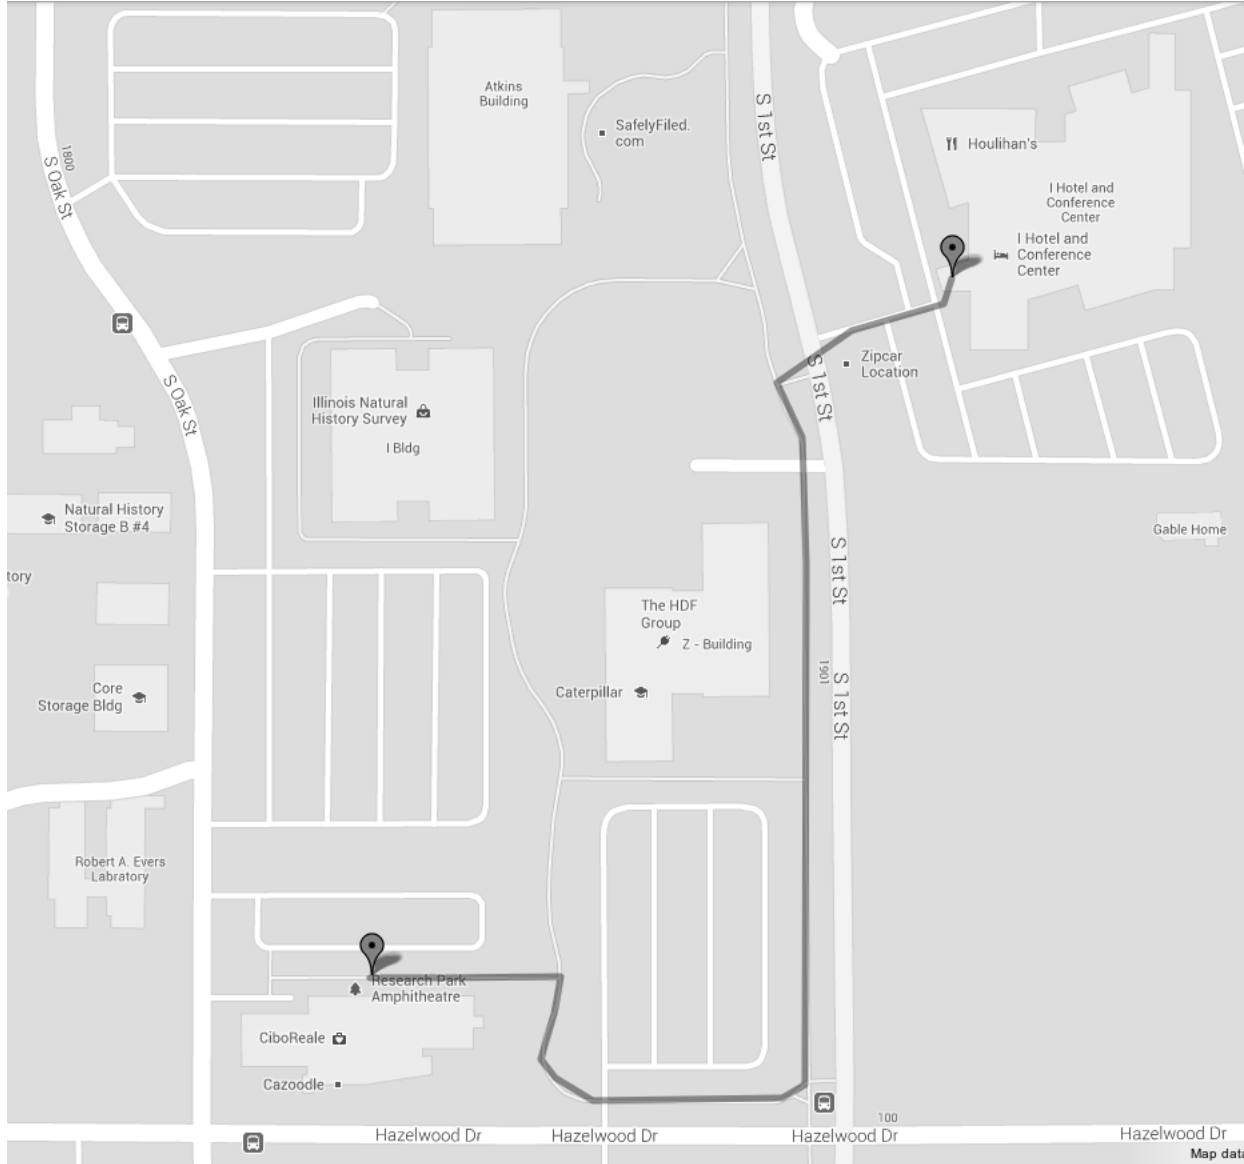 Atkins
Building
SafelyFiled.
com
S 1st St
Houlihan's
1800
S Oak St
I Hotel and
Conference
Center
I Hotel and
Conference
Center
S Oak St
S 1st St
Zipcar
Location
Illinois Natural
History Survey
I Bldg
Natural History
Storage B #4
Gable Home
tory
S 1st St
The HDF
Group
Z - Building
1901
S 1st St
Caterpillar
Core
Storage Bldg
Robert A. Evers
Labratory
Research Park
Amphitheatre
CiboReale
Cazoodle
100
Hazelwood Dr
Hazelwood Dr
Hazelwood Dr
Hazelwood Dr
Map data